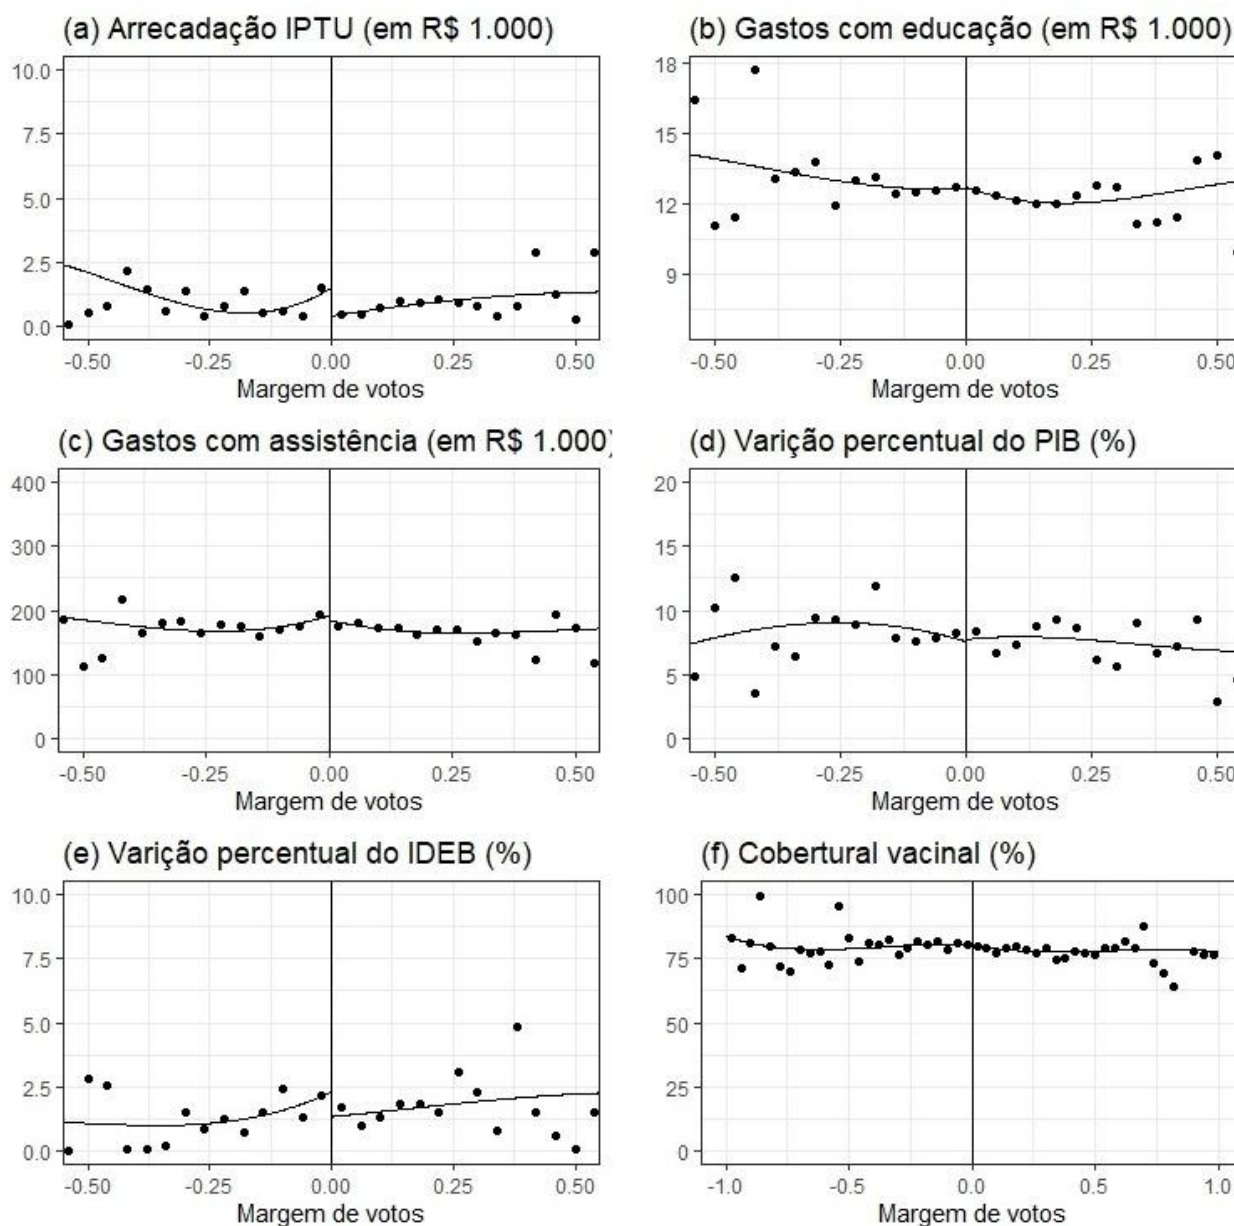 (a) Arrecadação IPTU (em R$ 1.000)
10.0
7.5
5.0
2.5
0.0
-0.50 -0.25 0.00 0.25 0.50
Margem de votos
(b) Gastos com educação (em R$ 1.000)
18
15
12
9
-0.50 -0.25 0.00 0.25 0.50
Margem de votos
(c) Gastos com assistência (em R$ 1.000)
400
300
200
100
0
-0.50 -0.25 0.00 0.25 0.50
Margem de votos
(d) Varição percentual do PIB (%)
20
15
10
5
0
-0.50 -0.25 0.00 0.25 0.50
Margem de votos
(e) Varição percentual do IDEB (%)
10.0
7.5
5.0
2.5
0.0
-0.50 -0.25 0.00 0.25 0.50
Margem de votos
(f) Cobertural vacinal (%)
100
75
50
25
0
-1.0 -0.5 0.0 0.5 1.0
Margem de votos